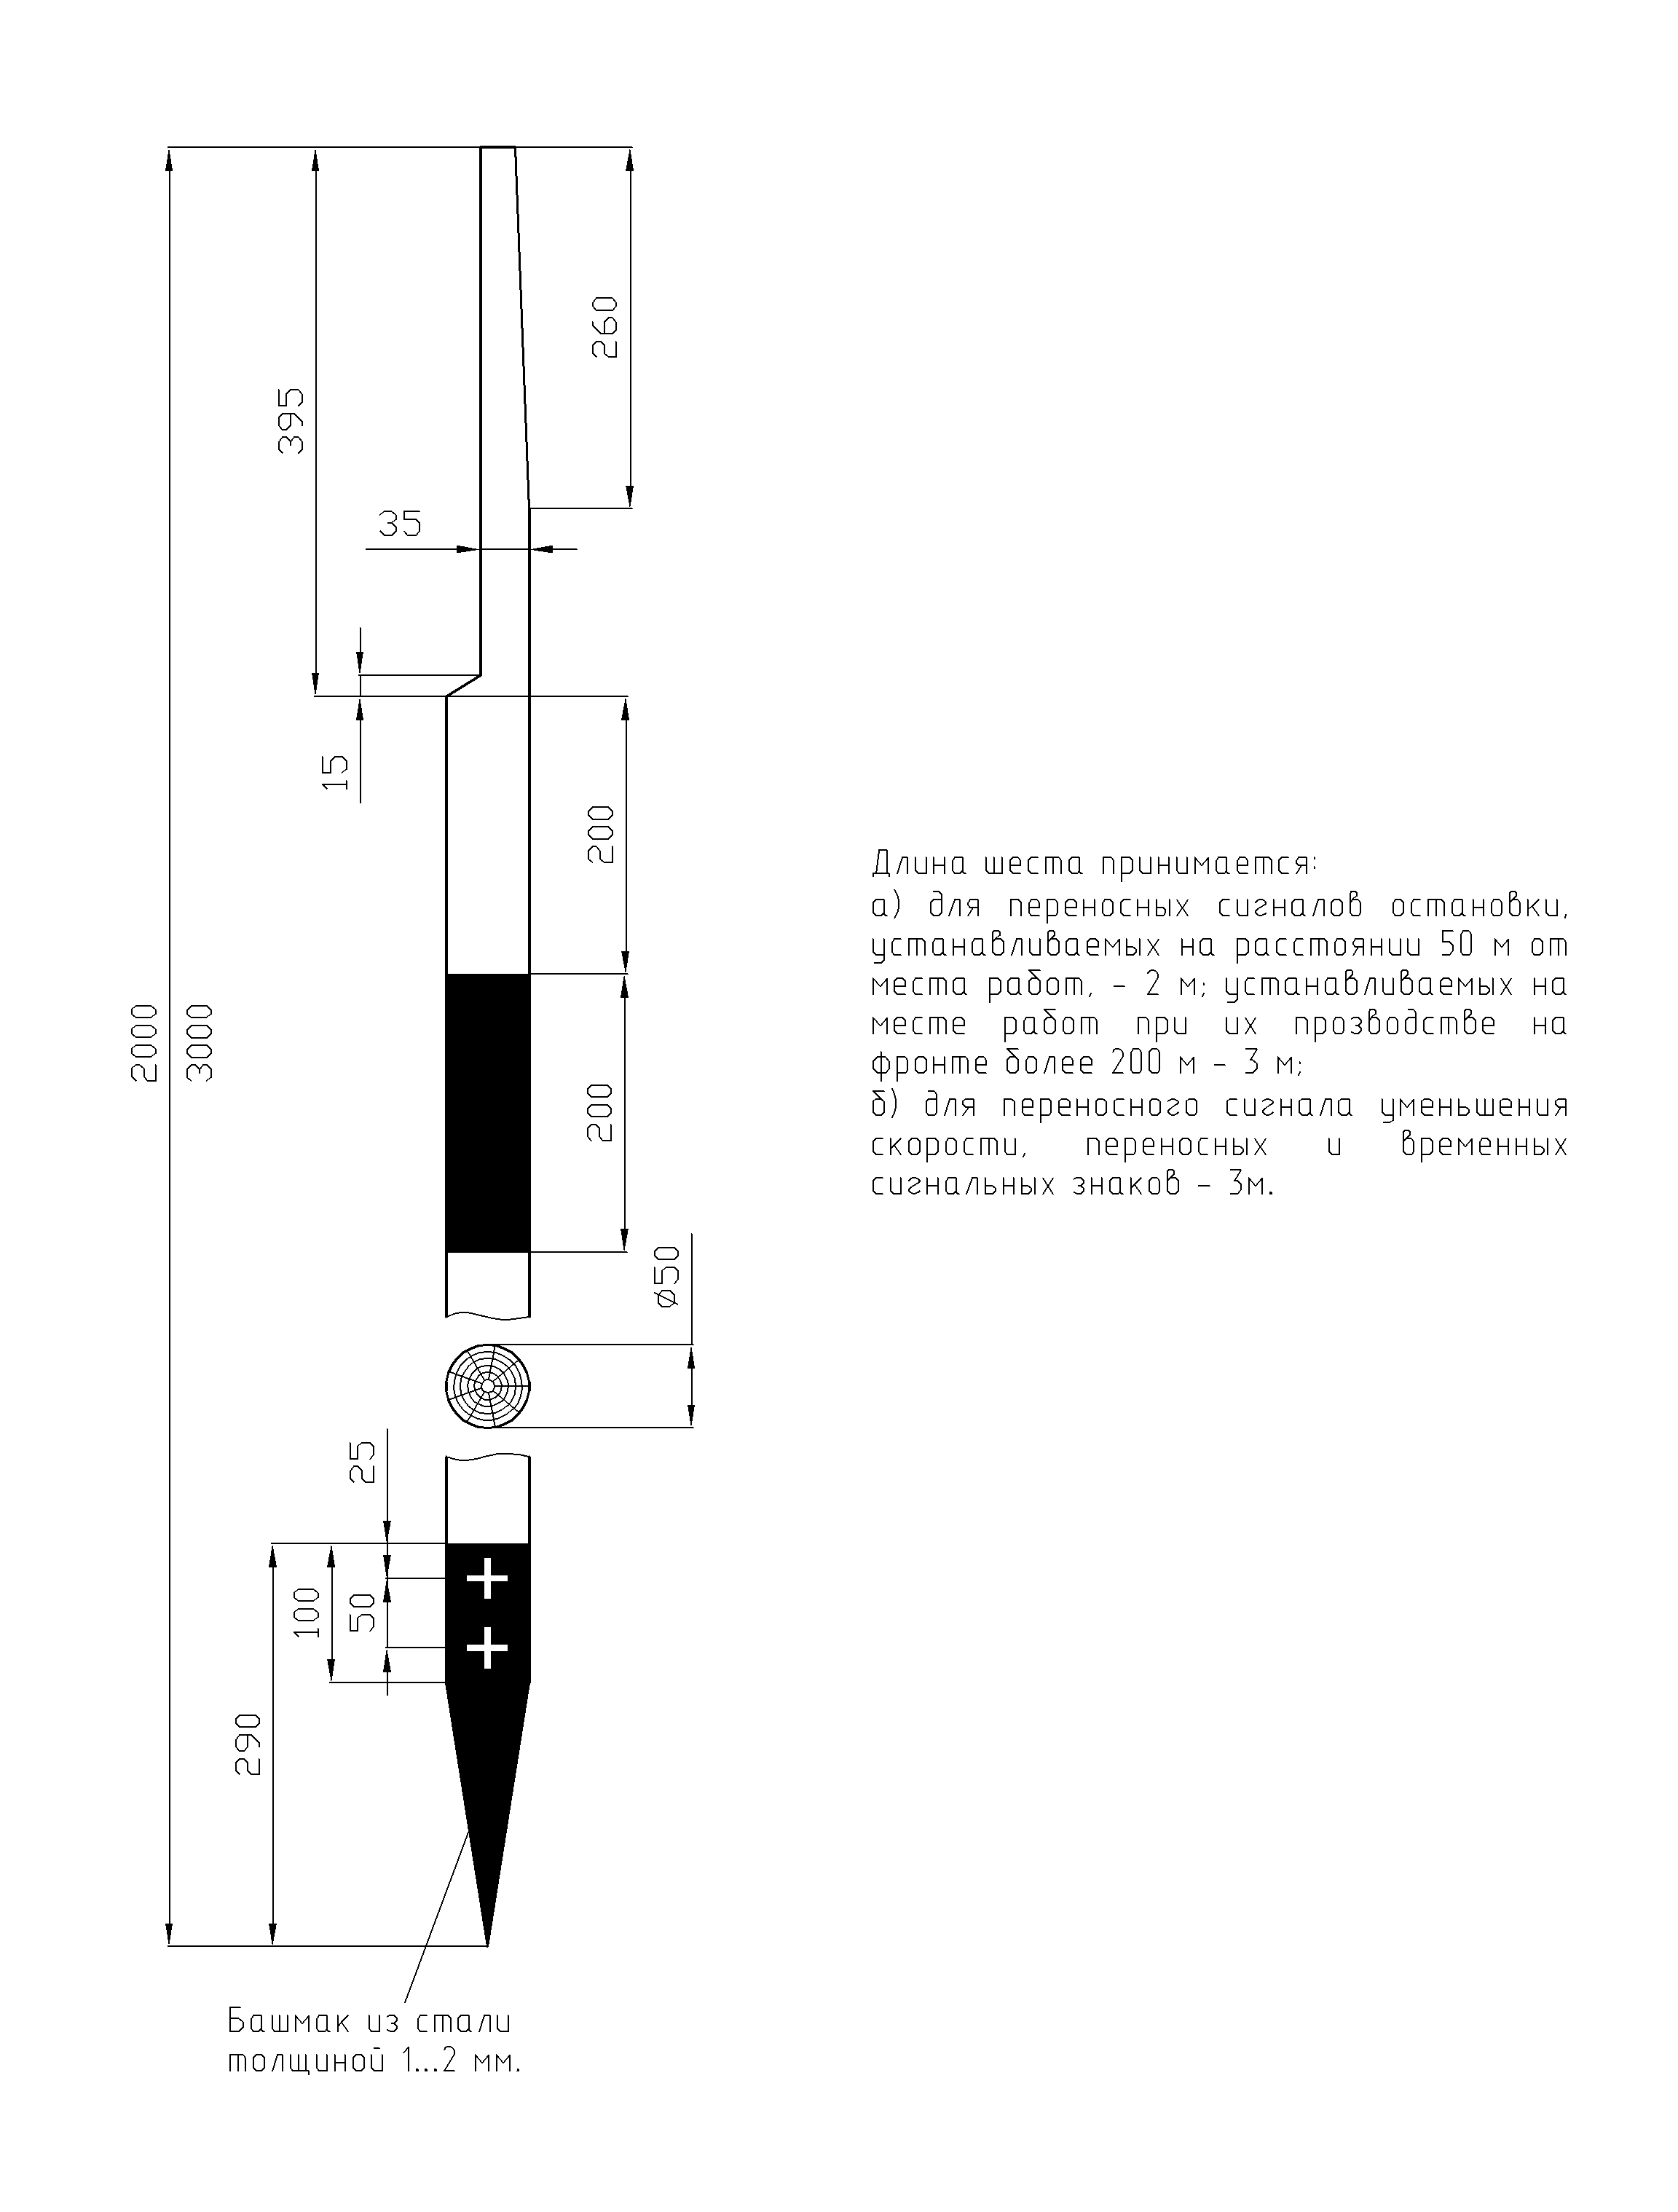 260
395
35
15
200
Длина шеста принимается:
а) для переносных сигналов остановки,
устанавливаемых на расстоянии 50 м от
места работ, – 2 м; устанавливаемых на
месте работ при их прозводстве на
фронте более 200 м – 3 м;
б) для переносного сигнала уменьшения
скорости, переносных и временных
сигнальных знаков – 3м.
2000
3000
200
⌀50
25
100
50
290
Башмак из стали
толщиной 1...2 мм.